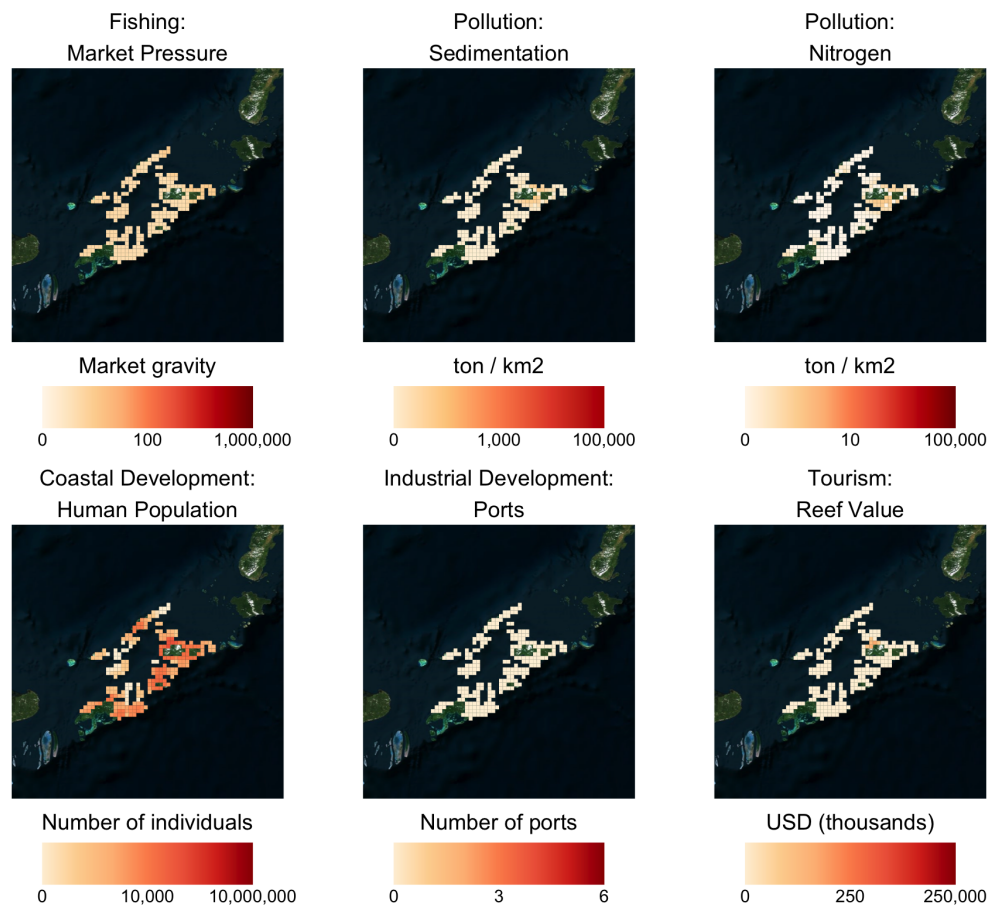 Fishing:
Market Pressure
Pollution:
Sedimentation
Pollution:
Nitrogen
Market gravity
0 100 1,000,000
ton / km2
0 1,000 100,000
ton / km2
0 10 100,000
Coastal Development:
Human Population
Industrial Development:
Ports
Tourism:
Reef Value
Number of individuals
0 10,000 10,000,000
Number of ports
0 3 6
USD (thousands)
0 250 250,000